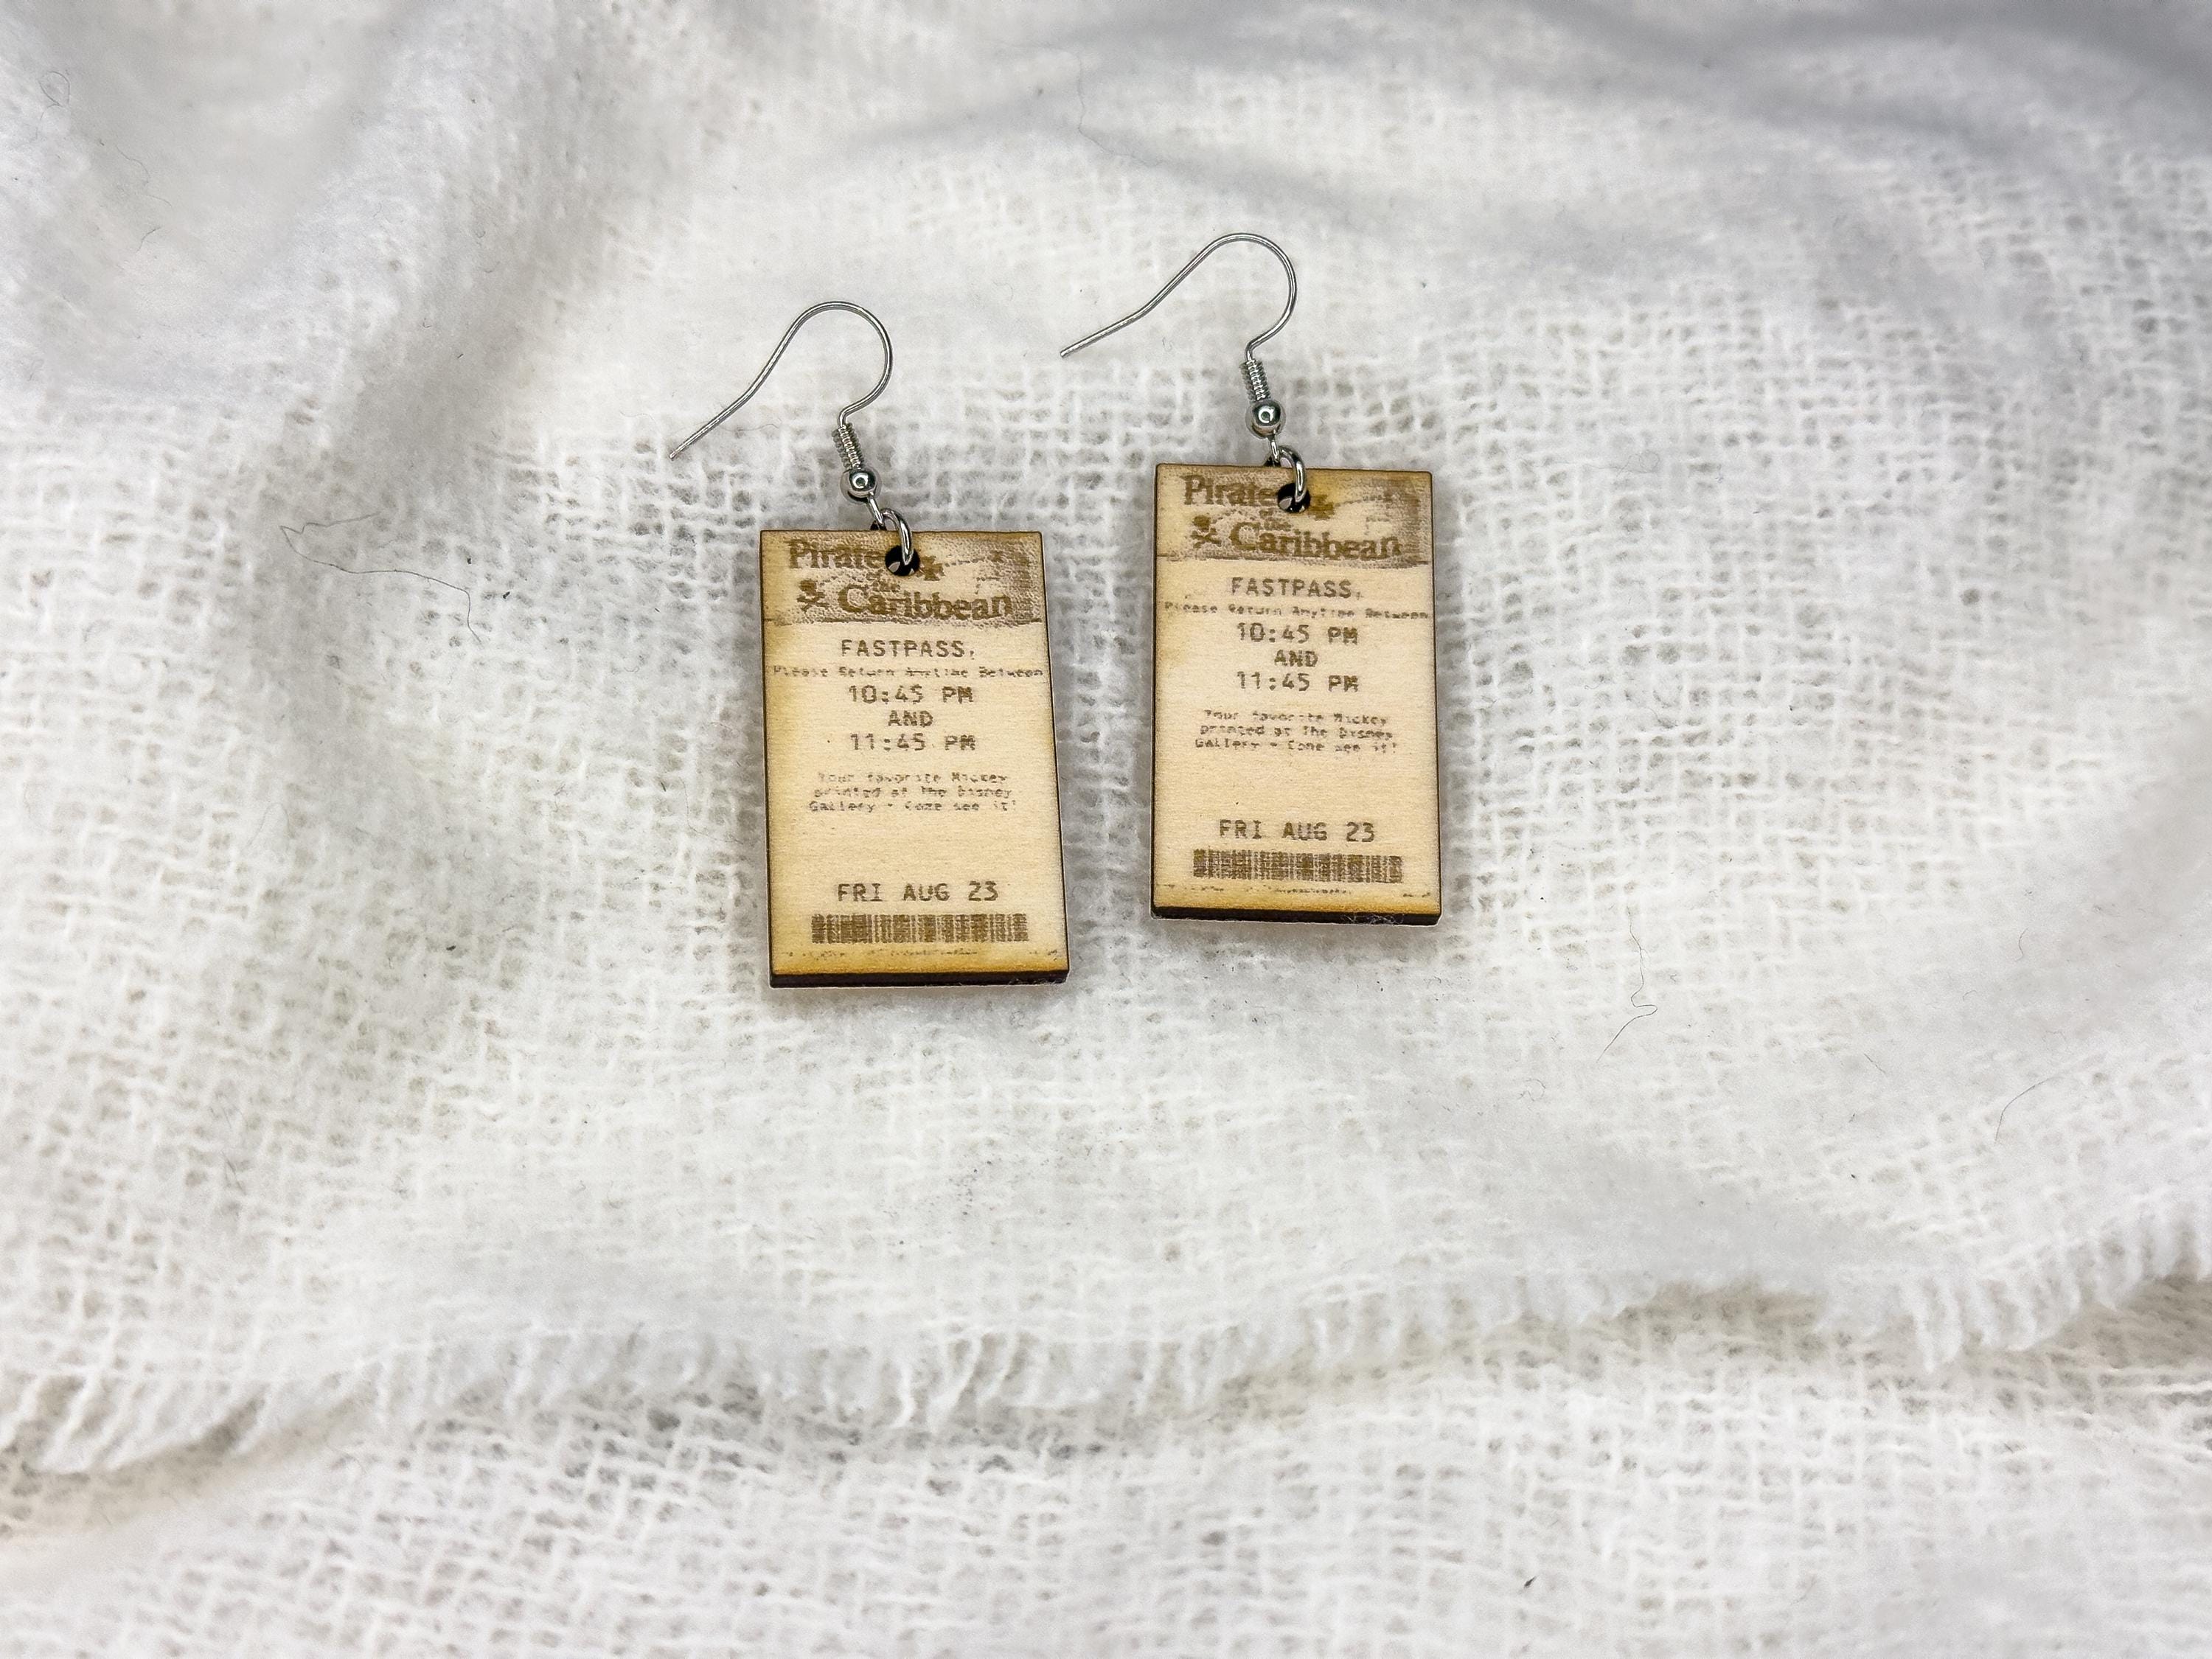 Pirates
of the
Caribbean
FASTPASS.
Please Return Anytime Between
10:45 PM
AND
11:45 PM
Your favorite Mickey
printed at The Disney
Gallery - Come see it!
FRI AUG 23
Pirates
of the
Caribbean
FASTPASS.
Please Return Anytime Between
10:45 PM
AND
11:45 PM
Your favorite Mickey
printed at The Disney
Gallery - Come see it!
FRI AUG 23